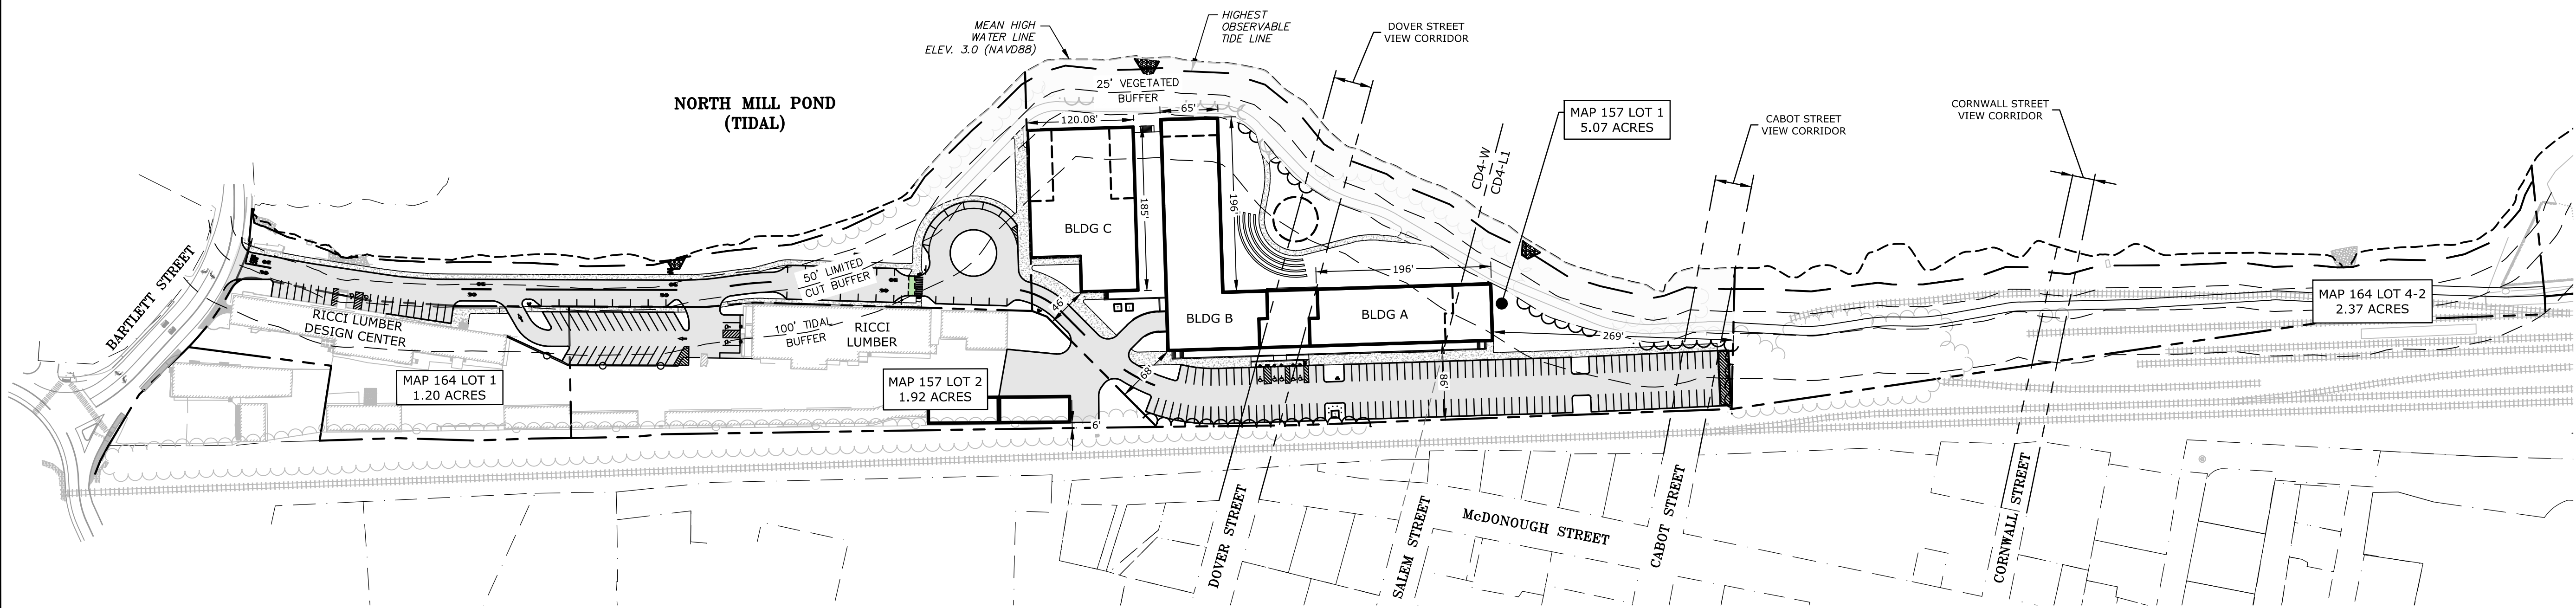 MEAN HIGH
WATER LINE
ELEV. 3.0 (NAVD88)
HIGHEST
OBSERVABLE
TIDE LINE
DOVER STREET
VIEW CORRIDOR
NORTH MILL POND
(TIDAL)
25' VEGETATED
BUFFER
65'
120.08'
MAP 157 LOT 1
5.07 ACRES
CABOT STREET
VIEW CORRIDOR
CORNWALL STREET
VIEW CORRIDOR
CD4-W
CD4-L1
BLDG C
185'
196'
BARTLETT STREET
50' LIMITED
CUT BUFFER
196'
RICCI LUMBER
DESIGN CENTER
100' TIDAL
BUFFER
RICCI
LUMBER
46'
BLDG B
BLDG A
269'
MAP 164 LOT 4-2
2.37 ACRES
MAP 164 LOT 1
1.20 ACRES
MAP 157 LOT 2
1.92 ACRES
68'
86'
6'
DOVER STREET
SALEM STREET
McDONOUGH STREET
CABOT STREET
CORNWALL STREET